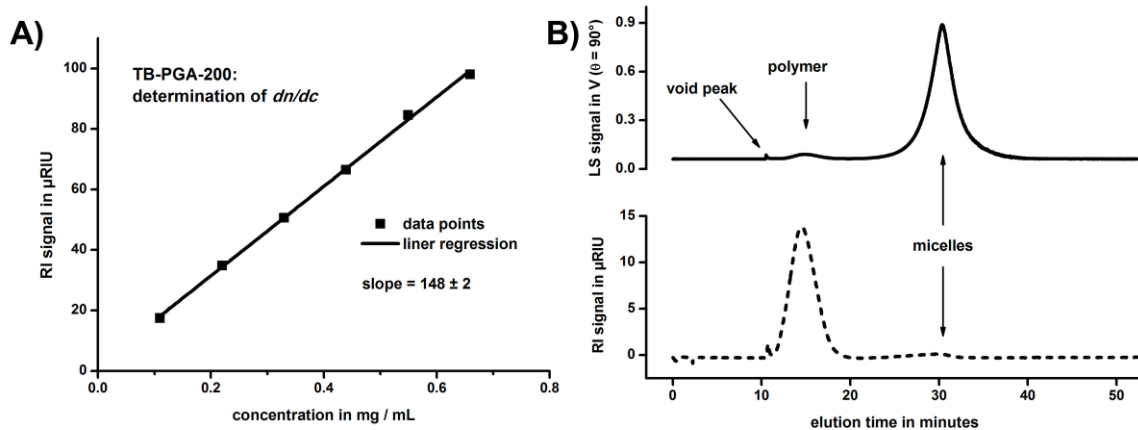 A)
TB-PGA-200:
determination of dn/dc
RI signal in µRIU
100
80
60
40
20
0
data points
liner regression
slope = 148 ± 2
0.0 0.2 0.4 0.6 0.8
concentration in mg / mL
B)
LS signal in V (θ = 90°)
0.9
0.6
0.3
0.0
void peak
polymer
micelles
RI signal in µRIU
15
10
5
0
0 10 20 30 40 50
elution time in minutes